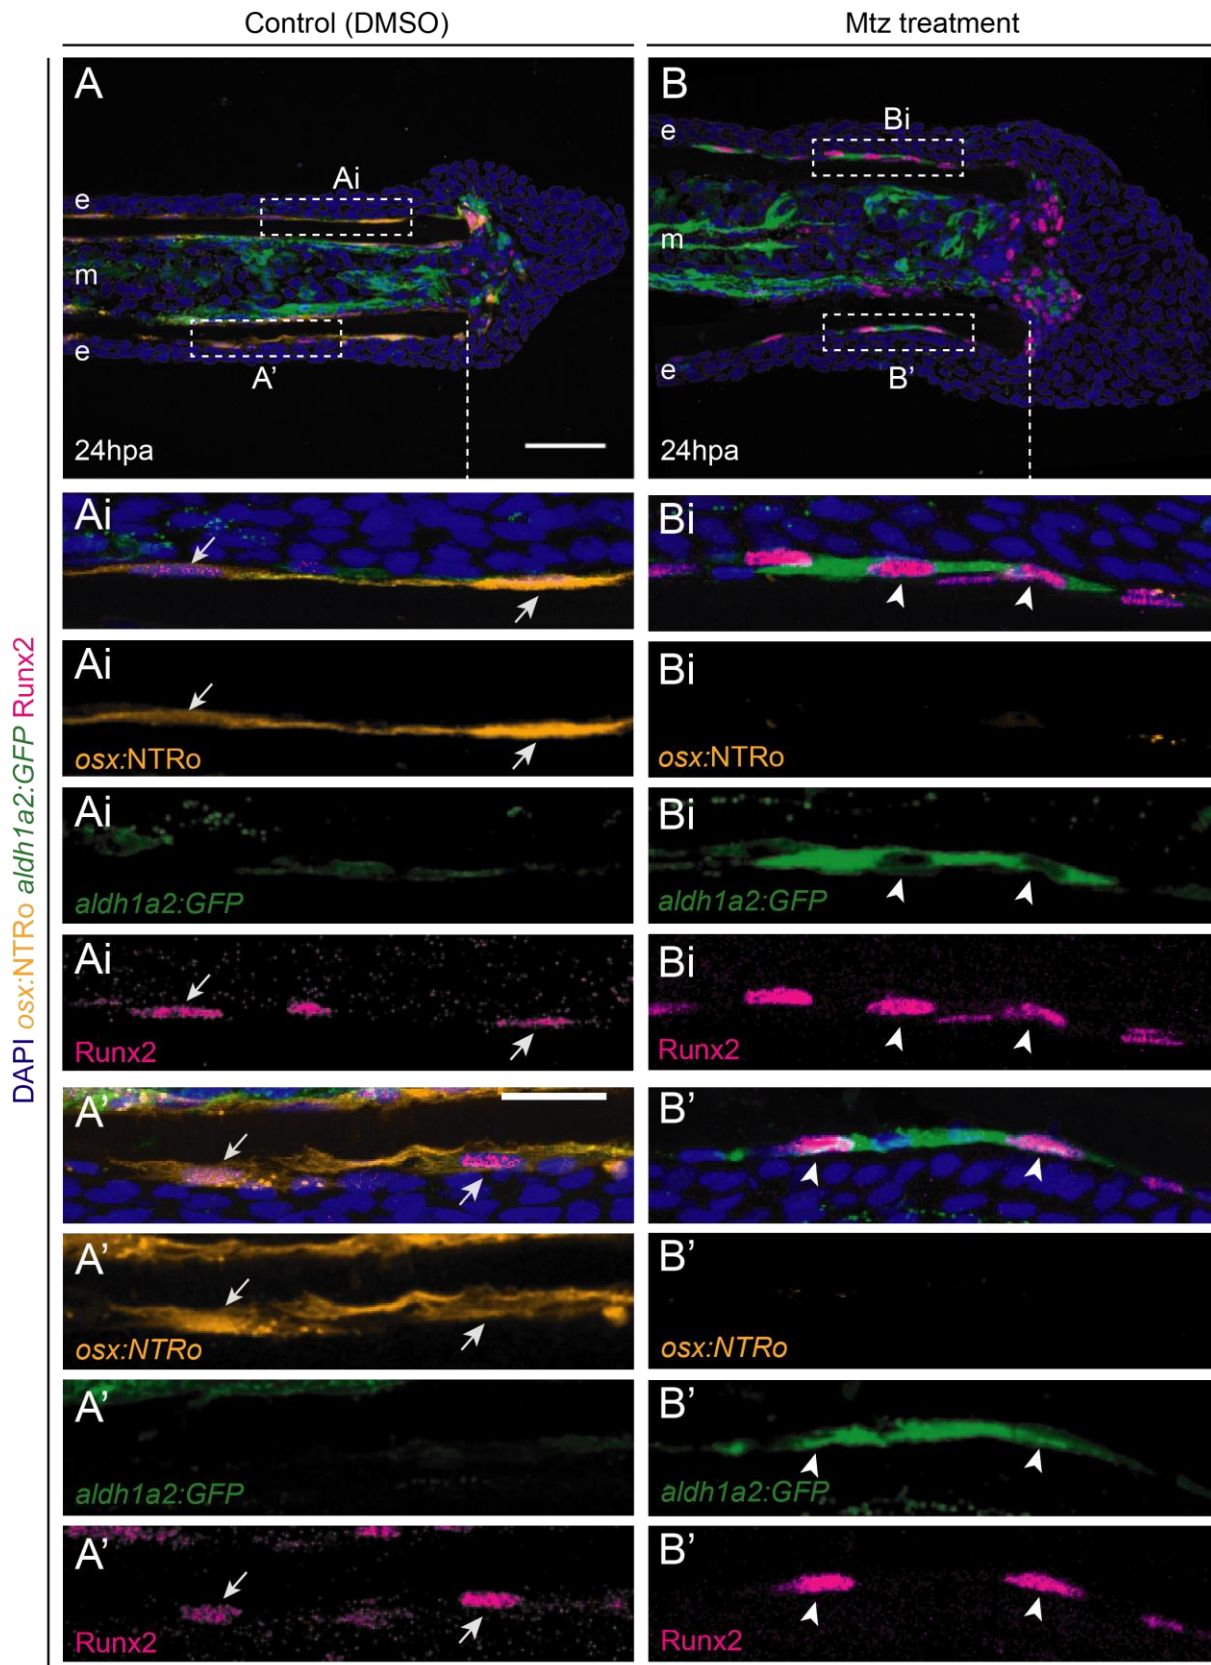 Control (DMSO)
Mtz treatment
DAPI osx:NTRo aldh1a2:GFP Runx2
A
Ai
e
m
e
A'
24hpa
B
Bi
e
m
e
B'
24hpa
Ai
Bi
Ai
osx:NTRo
Bi
osx:NTRo
Ai
aldh1a2:GFP
Bi
aldh1a2:GFP
Ai
Runx2
Bi
Runx2
A'
B'
A'
osx:NTRo
B'
osx:NTRo
A'
aldh1a2:GFP
B'
aldh1a2:GFP
A'
Runx2
B'
Runx2